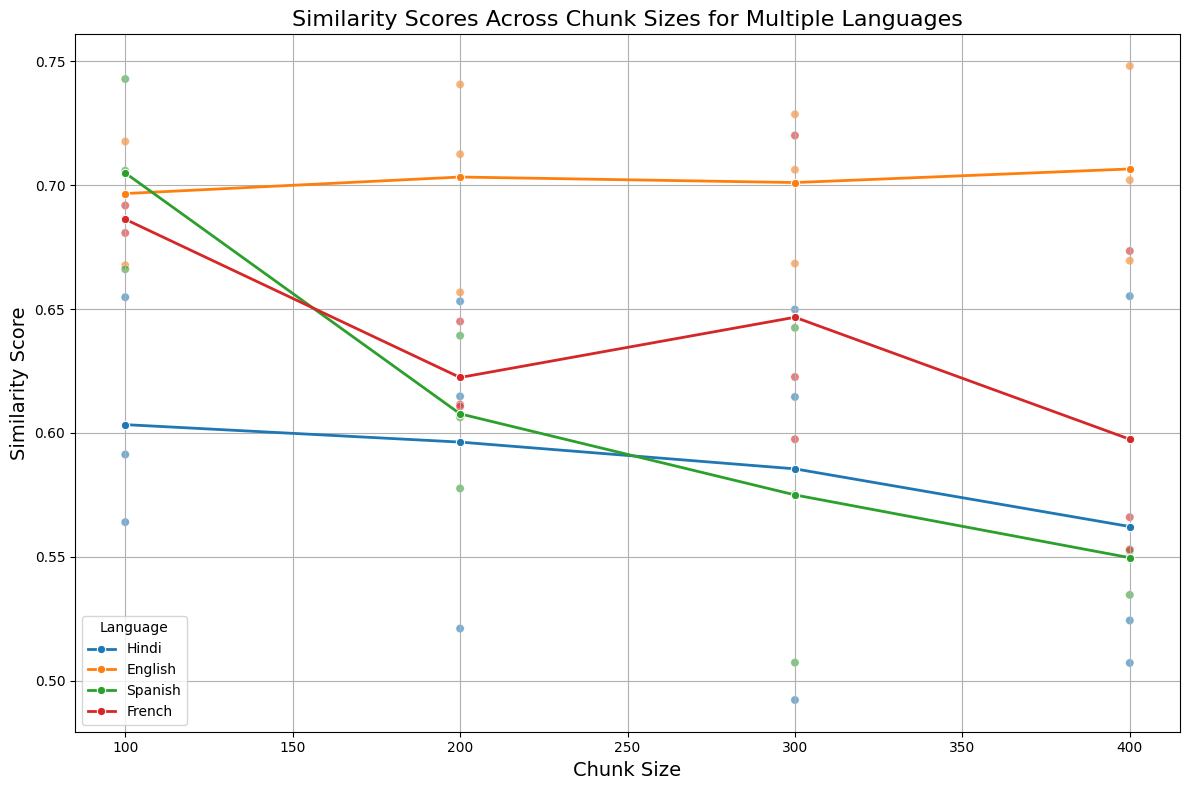 Similarity Scores Across Chunk Sizes for Multiple Languages
0.75
0.70
0.65
0.60
0.55
0.50
Similarity Score
Language
Hindi
English
Spanish
French
100
150
200
250
300
350
400
Chunk Size